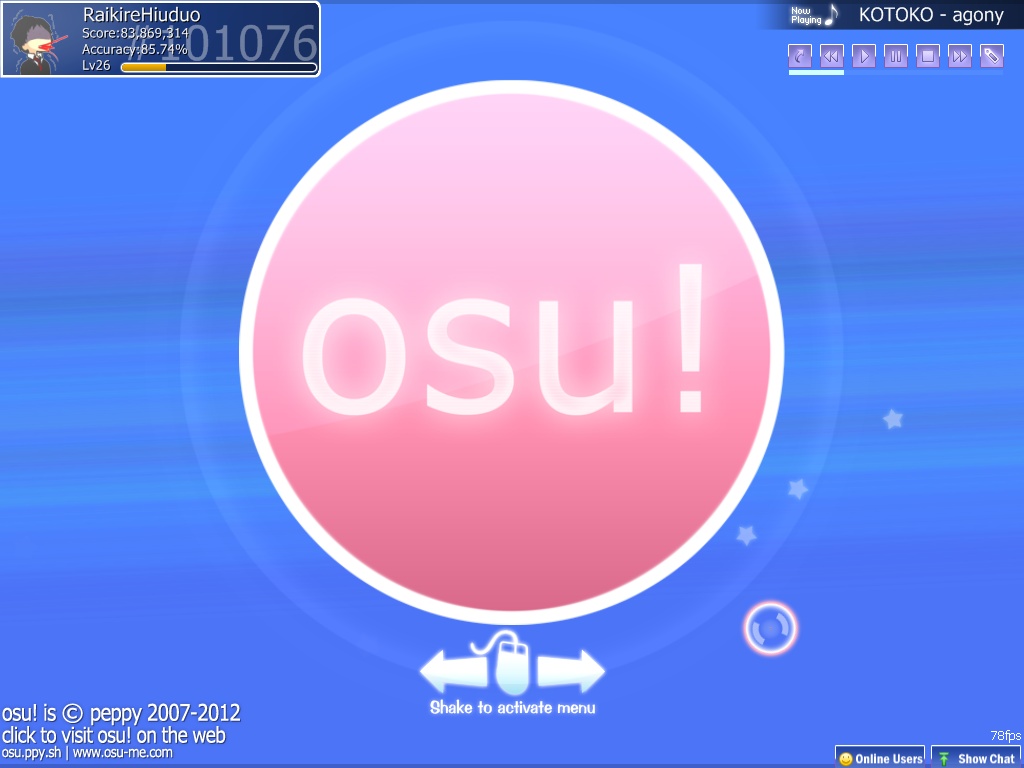 RaikireHiuduo
Score:83,869,314
Accuracy:85.74%
Lv26
#101076
Now Playing
KOTOKO - agony
osu!
Shake to activate menu
osu! is © peppy 2007-2012
click to visit osu! on the web
osu.ppy.sh | www.osu-me.com
78fps
Online Users
Show Chat